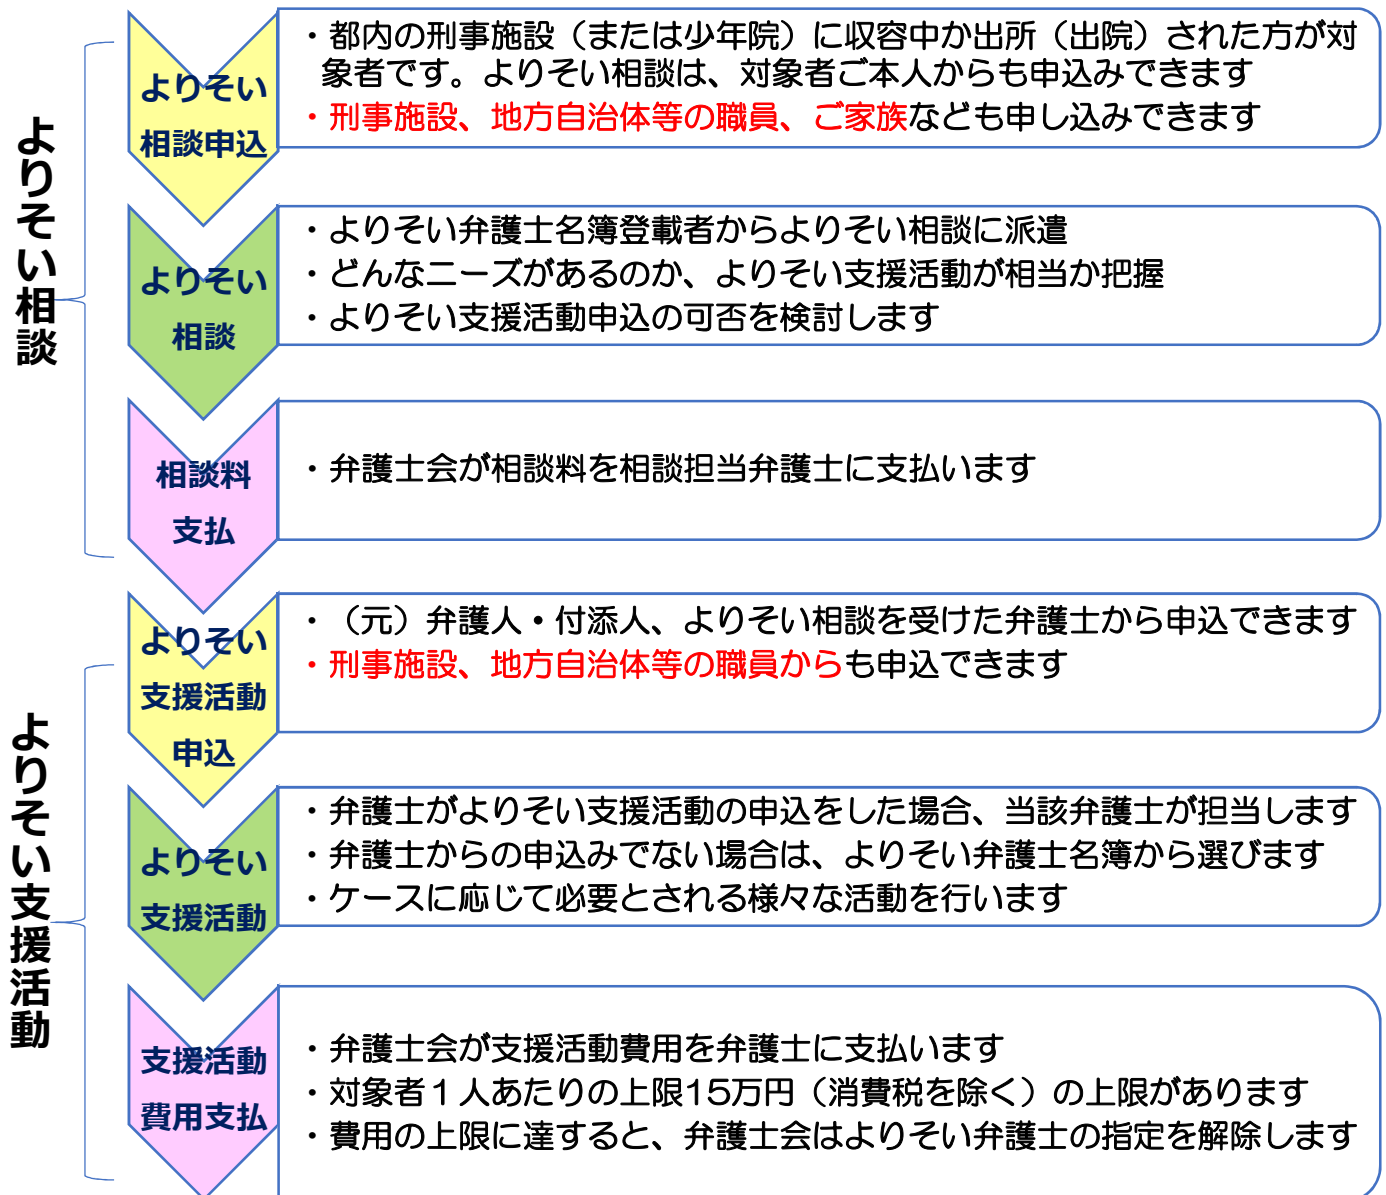 よりそい相談
よりそい
相談申込
・都内の刑事施設（または少年院）に収容中か出所（出院）された方が対
象者です。よりそい相談は、対象者ご本人からも申込みできます
・刑事施設、地方自治体等の職員、ご家族なども申し込みできます
よりそい
相談
・よりそい弁護士名簿登載者からよりそい相談に派遣
・どんなニーズがあるのか、よりそい支援活動が相当か把握
・よりそい支援活動申込の可否を検討します
相談料
支払
・弁護士会が相談料を相談担当弁護士に支払います
よりそい支援活動
よりそい
支援活動
申込
・（元）弁護人・付添人、よりそい相談を受けた弁護士から申込できます
・刑事施設、地方自治体等の職員からも申込できます
よりそい
支援活動
・弁護士がよりそい支援活動の申込をした場合、当該弁護士が担当します
・弁護士からの申込みでない場合は、よりそい弁護士名簿から選びます
・ケースに応じて必要とされる様々な活動を行います
支援活動
費用支払
・弁護士会が支援活動費用を弁護士に支払います
・対象者１人あたりの上限15万円（消費税を除く）の上限があります
・費用の上限に達すると、弁護士会はよりそい弁護士の指定を解除します